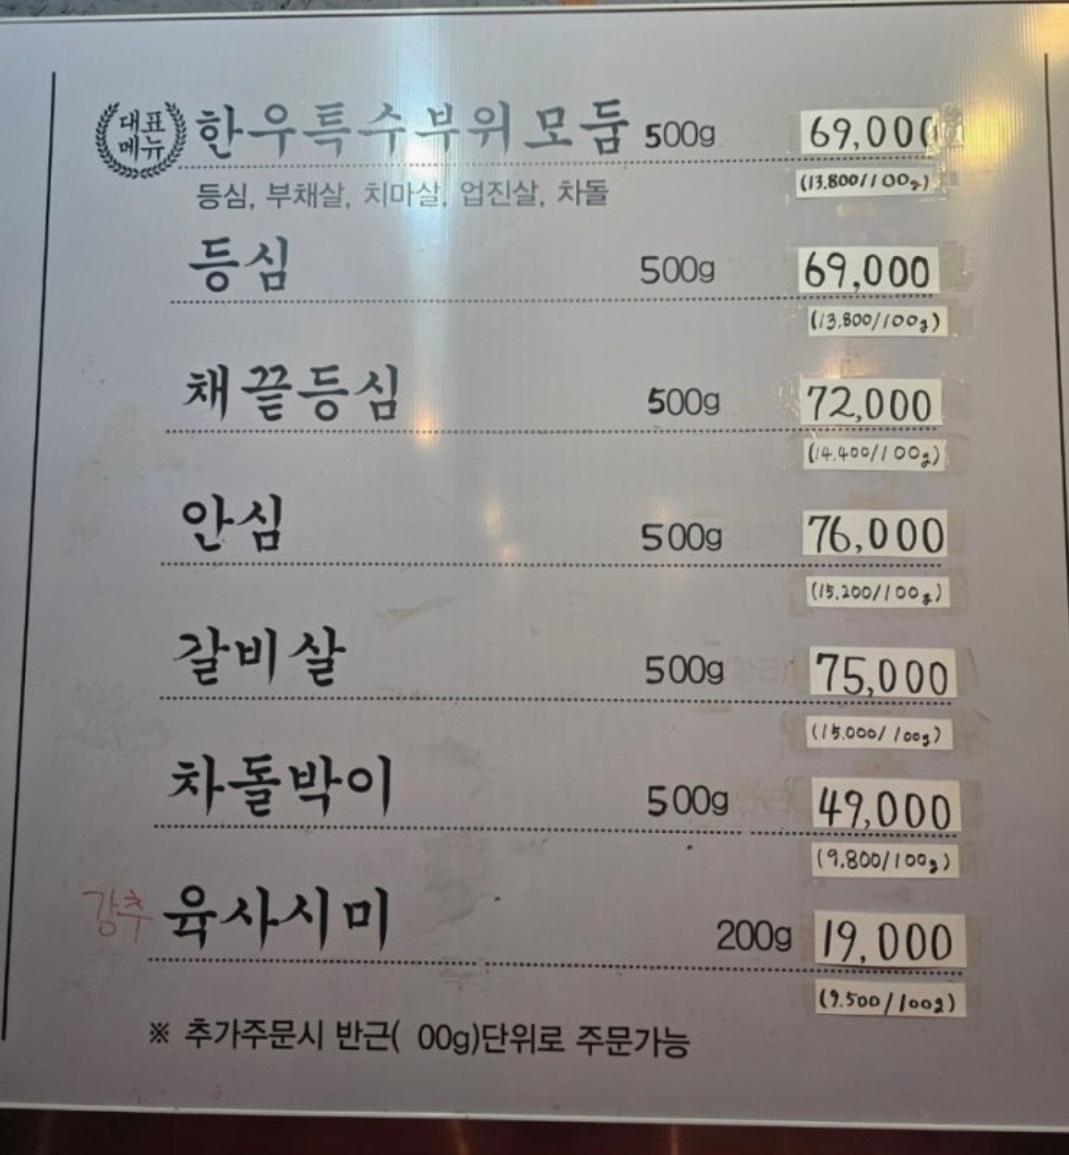 대표
메뉴
한우특수부위모둠 500g 69,000
(13.800/100g)
등심, 부채살, 치마살, 업진살, 차돌
등심 500g 69,000
(13.800/100g)
채끝등심 500g 72,000
(14.400/100g)
안심 500g 76,000
(15.200/100g)
갈비살 500g 75,000
(15.000/100g)
차돌박이 500g 49,000
(9.800/100g)
강추 육사시미 200g 19,000
(9.500/100g)
※ 추가주문시 반근( 00g)단위로 주문가능